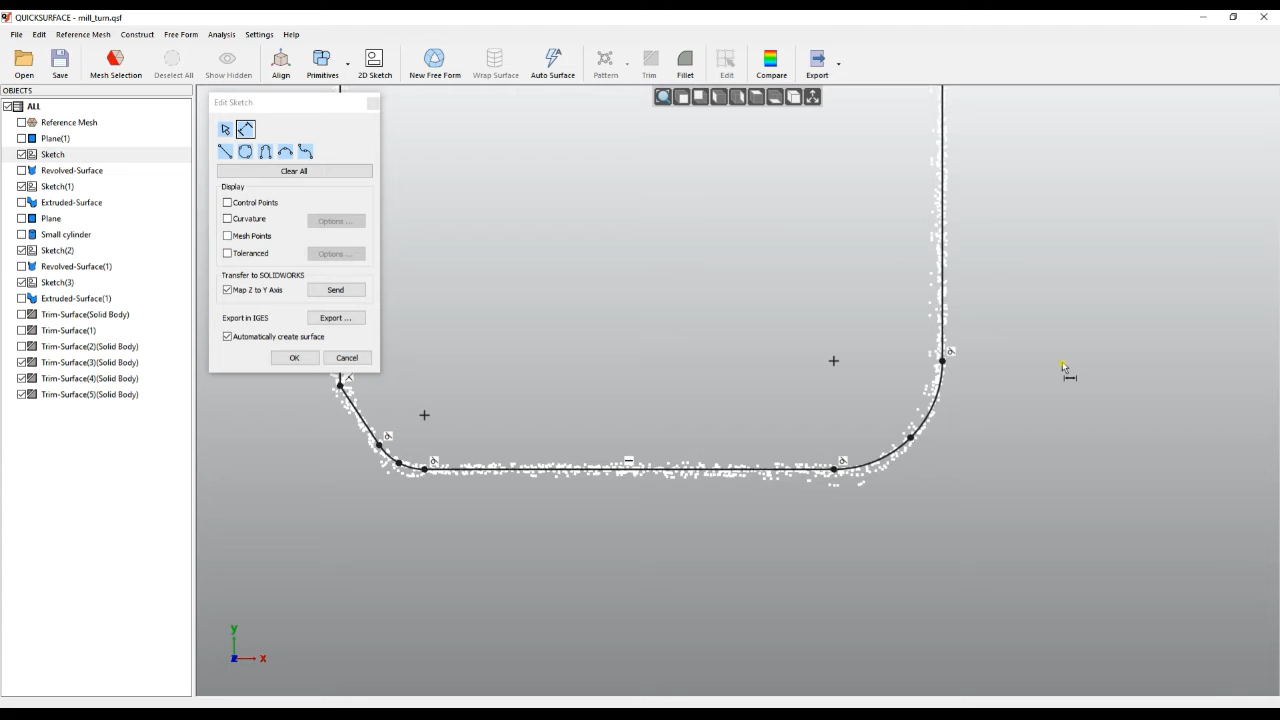 QUICKSURFACE - mill_turn.qsf
File Edit Reference Mesh Construct Free Form Analysis Settings Help
Open Save Mesh Selection Deselect All Show Hidden Align Primitives 2D Sketch New Free Form Wrap Surface Auto Surface Pattern Trim Fillet Edit Compare Export
OBJECTS
ALL
Reference Mesh
Plane(1)
Sketch
Revolved-Surface
Sketch(1)
Extruded-Surface
Plane
Small cylinder
Sketch(2)
Revolved-Surface(1)
Sketch(3)
Extruded-Surface(1)
Trim-Surface(Solid Body)
Trim-Surface(1)
Trim-Surface(2)(Solid Body)
Trim-Surface(3)(Solid Body)
Trim-Surface(4)(Solid Body)
Trim-Surface(5)(Solid Body)
Edit Sketch
Clear All
Display
Control Points
Curvature Options ...
Mesh Points
Toleranced Options ...
Transfer to SOLIDWORKS
Map Z to Y Axis Send
Export in IGES Export ...
Automatically create surface
OK Cancel
y
z x